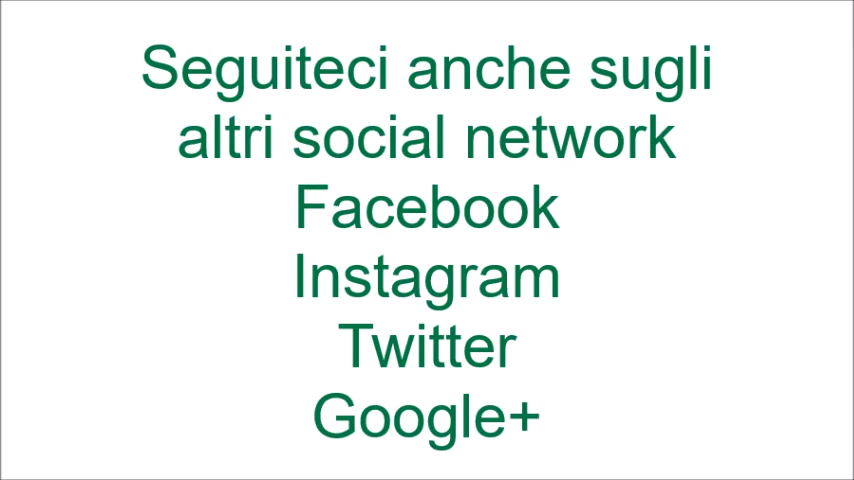 Seguiteci anche sugli
altri social network
Facebook
Instagram
Twitter
Google+